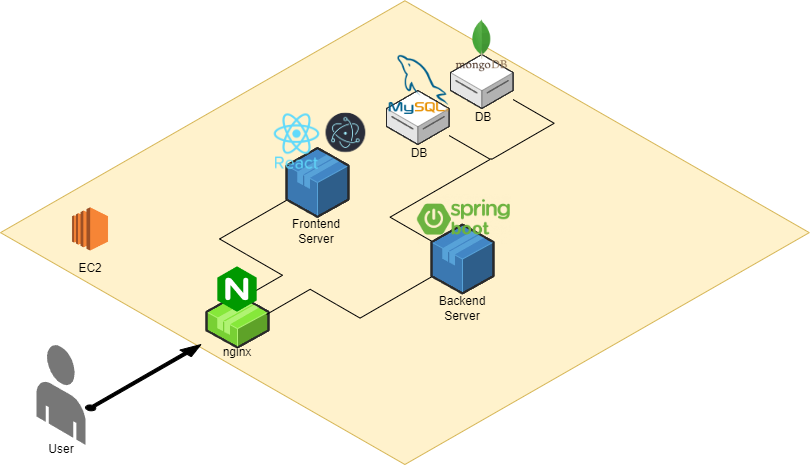 mongoDB
DB
MySQL
DB
React
Frontend
Server
spring
boot
Backend
Server
EC2
N
nginx
User